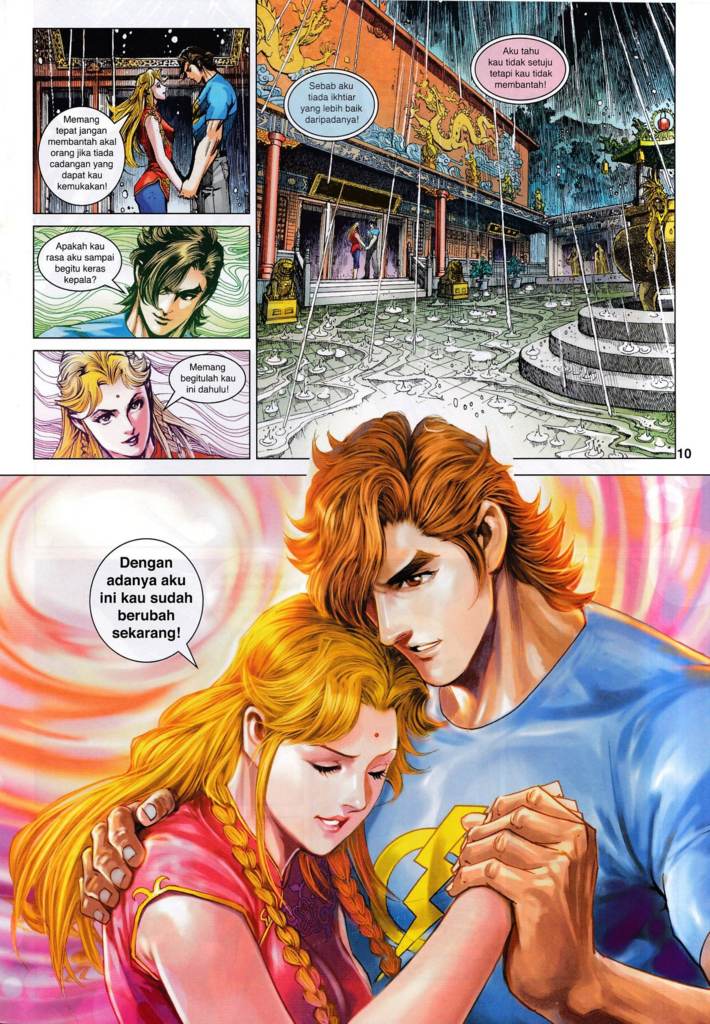 Aku tahu
kau tidak setuju
tetapi kau tidak
membantah!
Sebab aku
tiada ikhtiar
yang lebih baik
daripadanya!
Memang
tepat jangan
membantah akal
orang jika tiada
cadangan yang
dapat kau
kemukakan!
Apakah kau
rasa aku sampai
begitu keras
kepala?
Memang
begitulah kau
ini dahulu!
10
Dengan
adanya aku
ini kau sudah
berubah
sekarang!